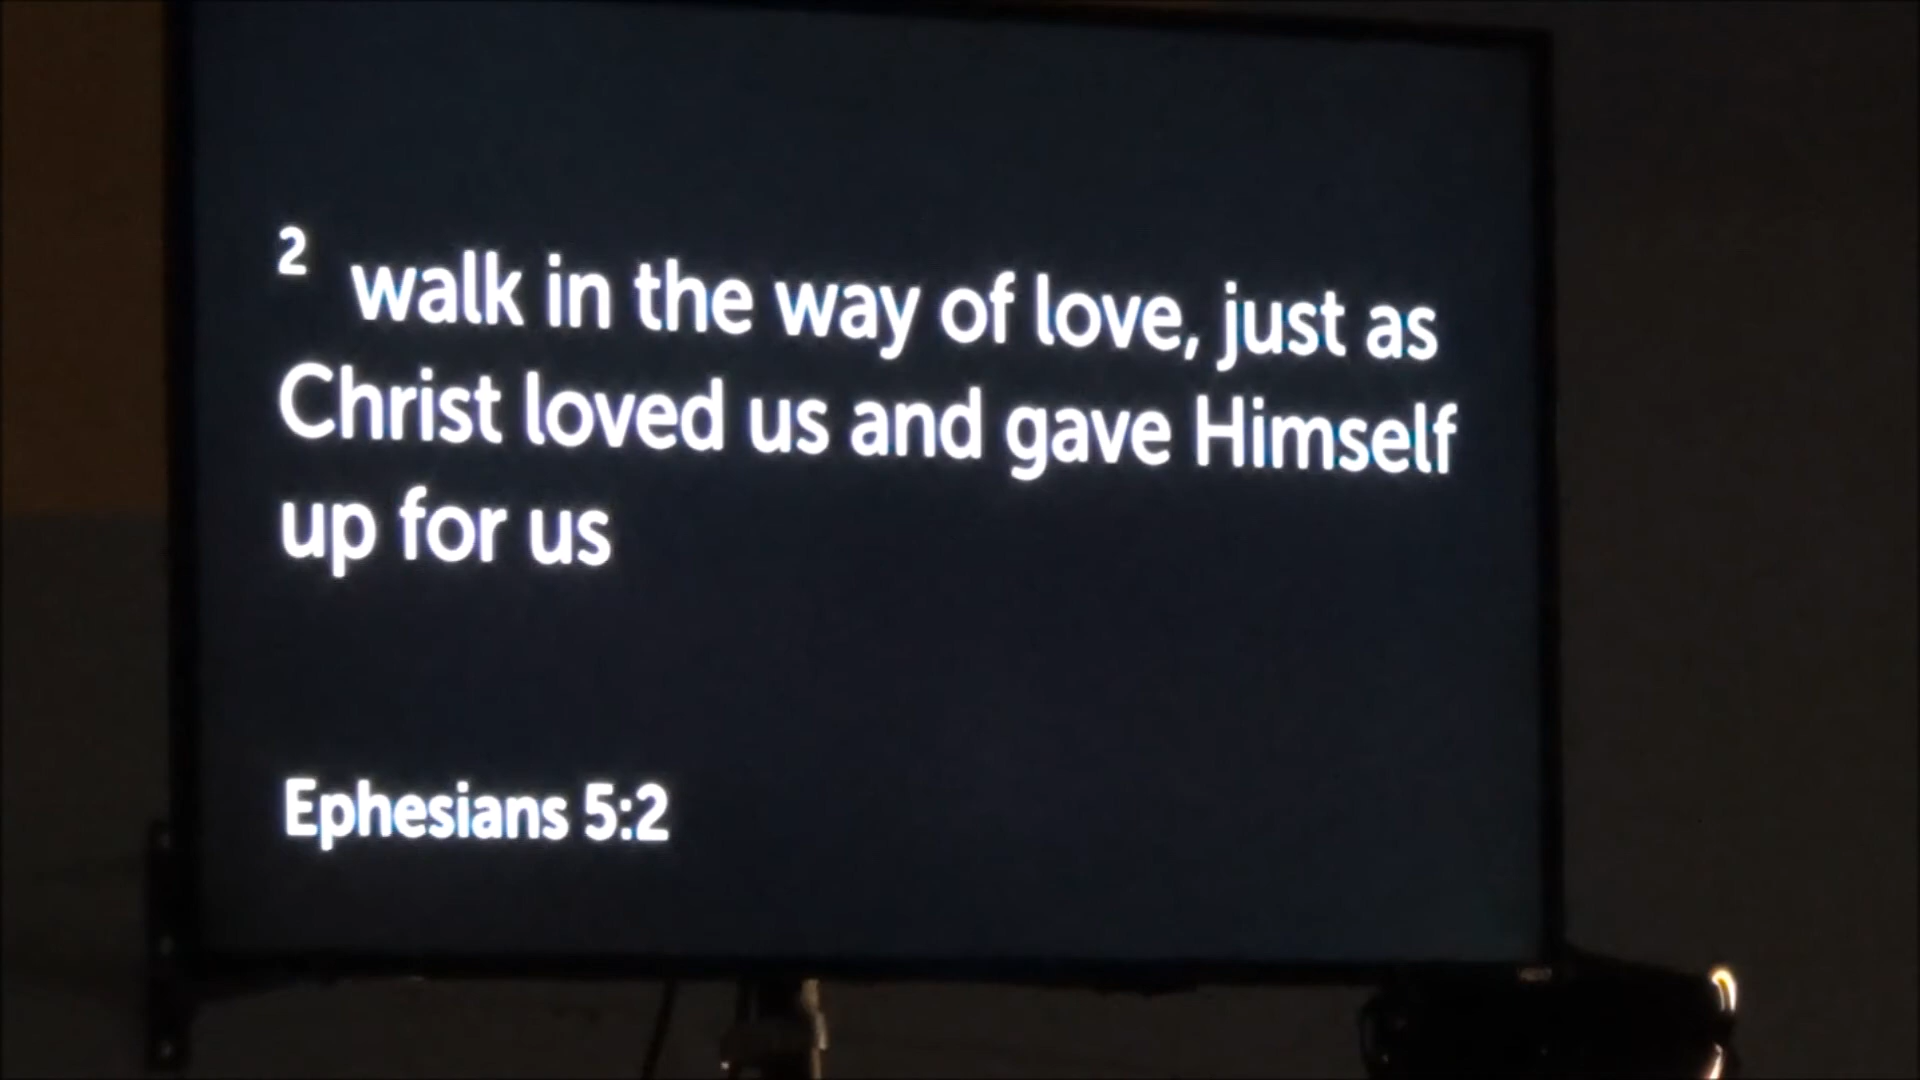 2 walk in the way of love, just as
Christ loved us and gave Himself
up for us
Ephesians 5:2